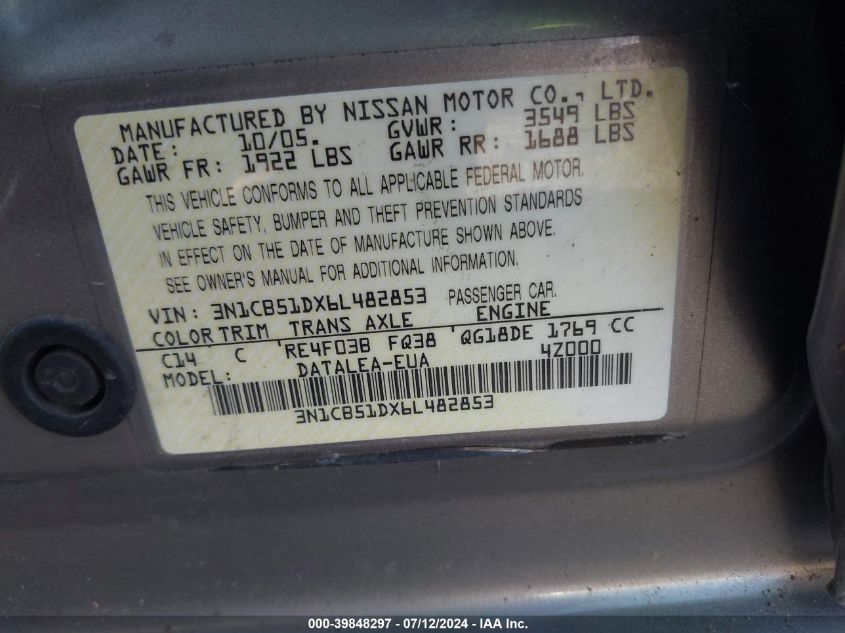 MANUFACTURED BY NISSAN MOTOR CO., LTD.
DATE: 10/05. GVWR: 3549 LBS
GAWR FR: 1922 LBS GAWR RR: 1688 LBS
THIS VEHICLE CONFORMS TO ALL APPLICABLE FEDERAL MOTOR
VEHICLE SAFETY, BUMPER AND THEFT PREVENTION STANDARDS
IN EFFECT ON THE DATE OF MANUFACTURE SHOWN ABOVE.
SEE OWNER'S MANUAL FOR ADDITIONAL INFORMATION.
VIN: 3N1CB51DX6L482853 PASSENGER CAR.
COLOR TRIM TRANS AXLE ENGINE
C14 C RE4F03B FQ38 QG18DE 1769 CC
MODEL: DATALEA-EUA 4Z000
3N1CB51DX6L482853
000-39848297 - 07/12/2024 - IAA Inc.